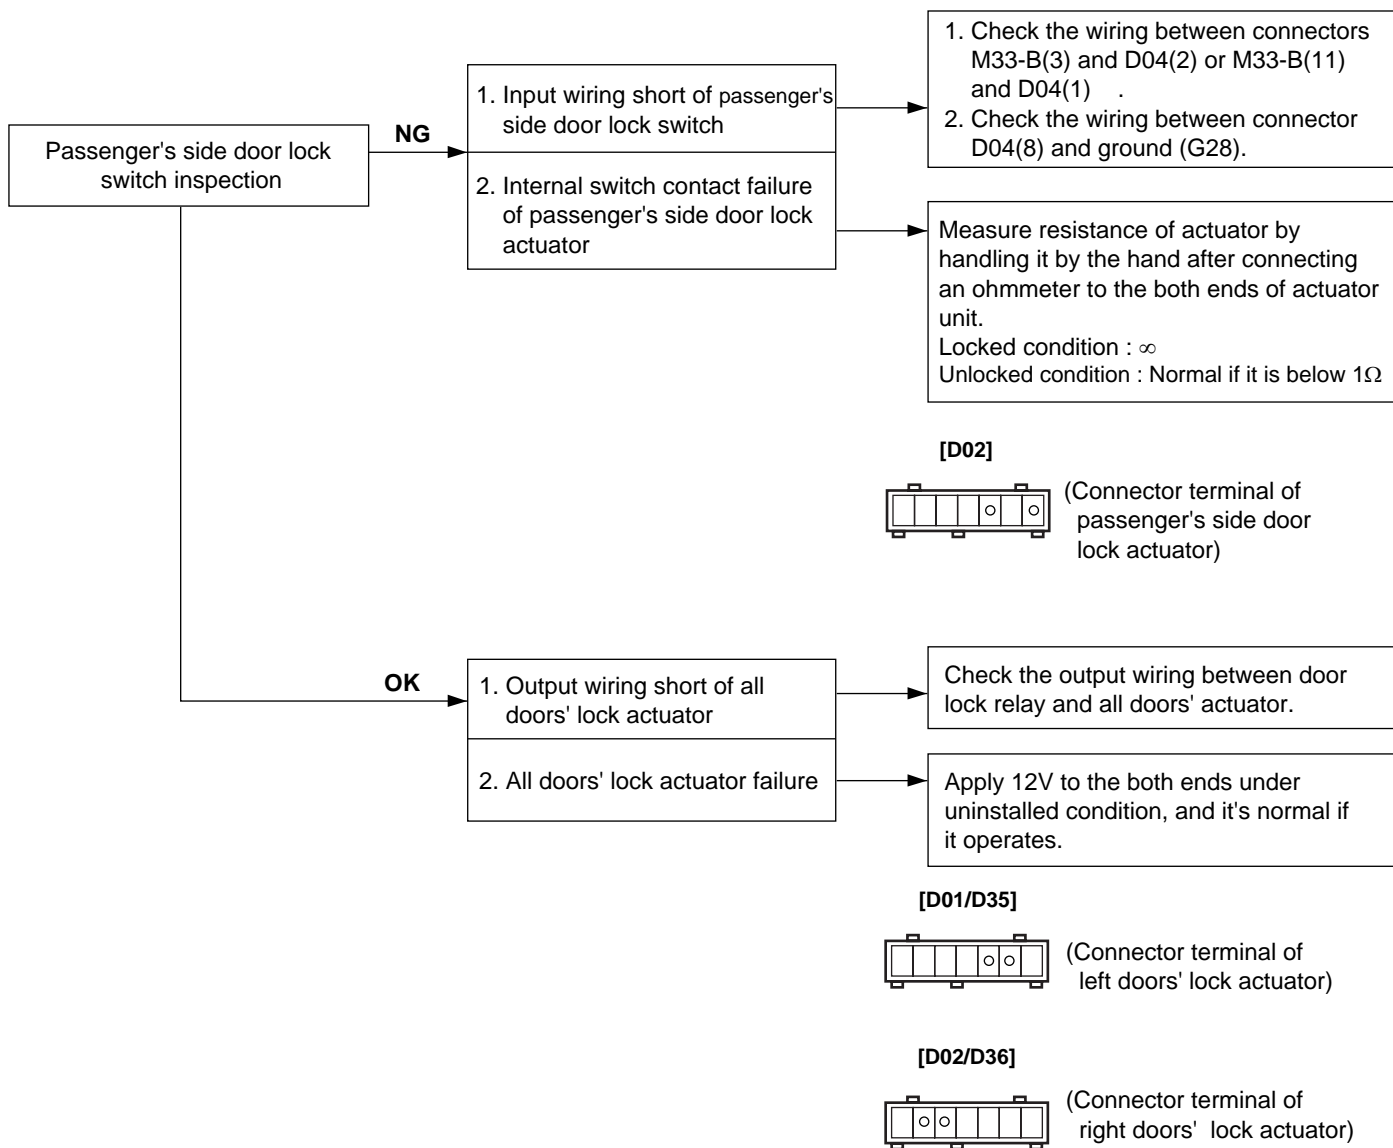 Passenger's side door lock
switch inspection
NG
1. Input wiring short of passenger's
side door lock switch
2. Internal switch contact failure
of passenger's side door lock
actuator
1. Check the wiring between connectors
M33-B(3) and D04(2) or M33-B(11)
and D04(1) .
2. Check the wiring between connector
D04(8) and ground (G28).
Measure resistance of actuator by
handling it by the hand after connecting
an ohmmeter to the both ends of actuator
unit.
Locked condition : ∞
Unlocked condition : Normal if it is below 1Ω
[D02]
(Connector terminal of
passenger's side door
lock actuator)
OK
1. Output wiring short of all
doors' lock actuator
2. All doors' lock actuator failure
Check the output wiring between door
lock relay and all doors' actuator.
Apply 12V to the both ends under
uninstalled condition, and it's normal if
it operates.
[D01/D35]
(Connector terminal of
left doors' lock actuator)
[D02/D36]
(Connector terminal of
right doors' lock actuator)